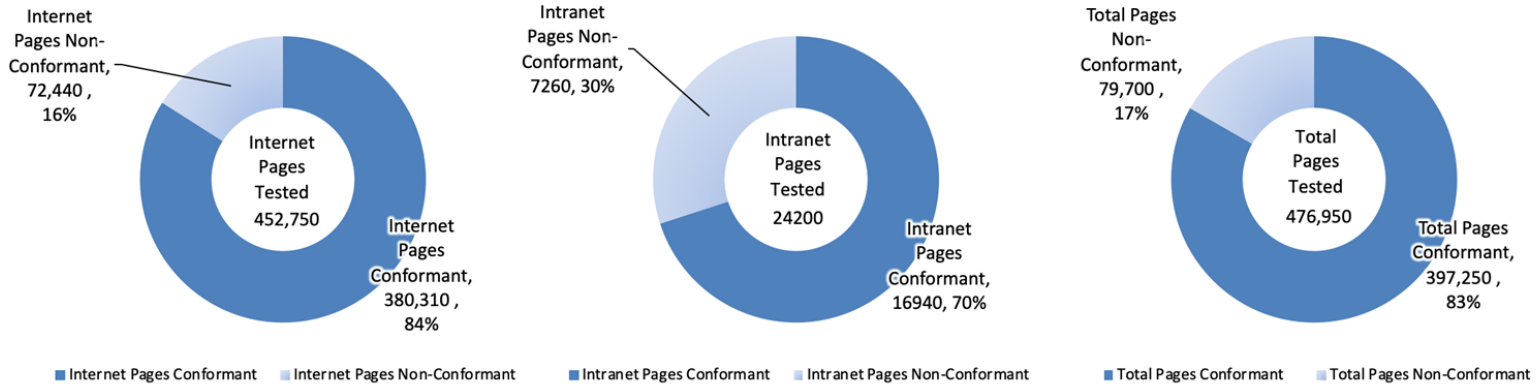 Internet
Pages Non-
Conformant,
72,440 ,
16%
Internet
Pages
Tested
452,750
Internet
Pages
Conformant,
380,310 ,
84%
Internet Pages Conformant
Internet Pages Non-Conformant
Intranet
Pages Non-
Conformant,
7260, 30%
Intranet
Pages
Tested
24200
Intranet
Pages
Conformant,
16940, 70%
Intranet Pages Conformant
Intranet Pages Non-Conformant
Total Pages
Non-
Conformant,
79,700 ,
17%
Total
Pages
Tested
476,950
Total Pages
Conformant,
397,250 ,
83%
Total Pages Conformant
Total Pages Non-Conformant